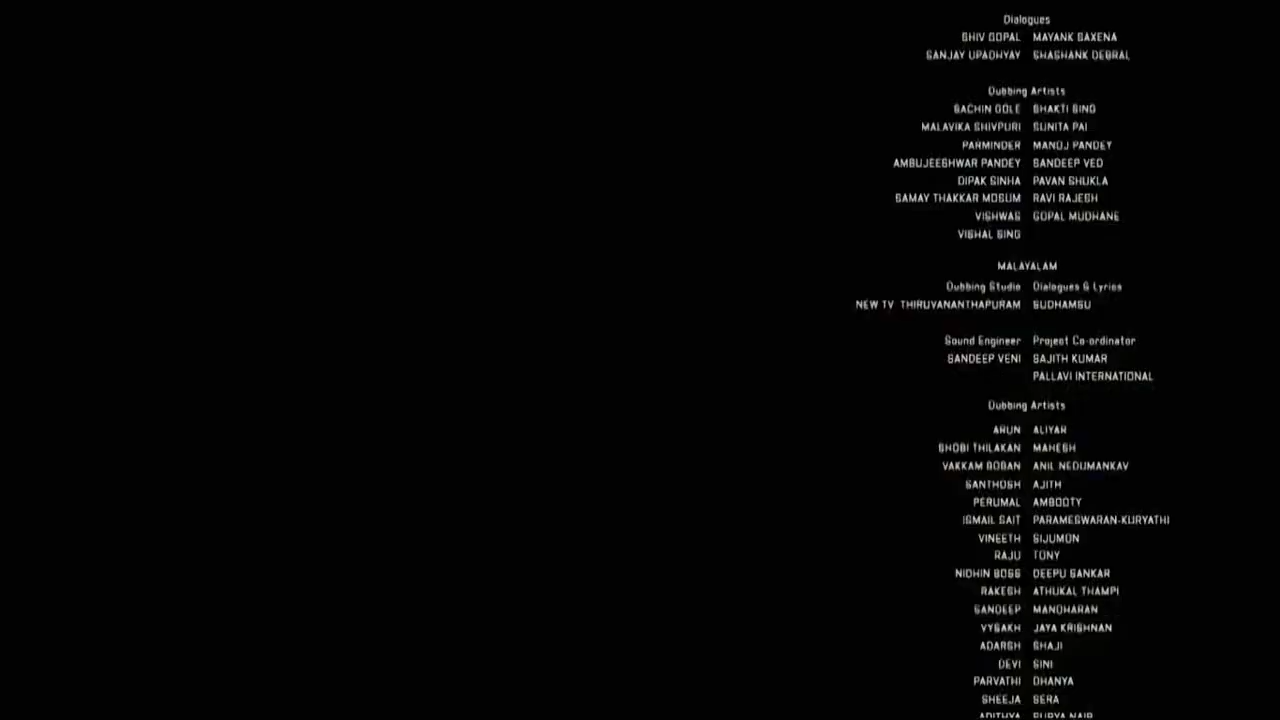 Dialogues
SHIV GOPAL MAYANK SAXENA
SANJAY UPADHYAY SHASHANK DEBRAL
Dubbing Artists
SACHIN GOLE SHAKTI SING
MALAVIKA SHIVPURI SUNITA PAI
PARMINDER MANOJ PANDEY
AMBUJEESHWAR PANDEY SANDEEP VED
DIPAK SINHA PAVAN SHUKLA
SAMAY THAKKAR MOSUM RAVI RAJESH
VISHWAS GOPAL MUDHANE
VISHAL SING
MALAYALAM
Dubbing Studio Dialogues & Lyrics
NEW TV THIRUVANANTHAPURAM SUDHAMSU
Sound Engineer Project Co-ordinator
SANDEEP VENI SAJITH KUMAR
PALLAVI INTERNATIONAL
Dubbing Artists
ARUN ALIYAR
SHOBI THILAKAN MAHESH
VAKKAM BOBAN ANIL NEDUMANKAV
SANTHOSH AJITH
PERUMAL AMBOOTY
ISMAIL SAIT PARAMESWARAN-KURYATHI
VINEETH SIJUMON
RAJU TONY
NIDHIN BOSS DEEPU SANKAR
RAKESH ATHUKAL THAMPI
SANDEEP MANOHARAN
VYSAKH JAYA KRISHNAN
ADARSH SHAJI
DEVI SINI
PARVATHI DHANYA
SHEEJA SERA
ADITHYA SURYA NAIR